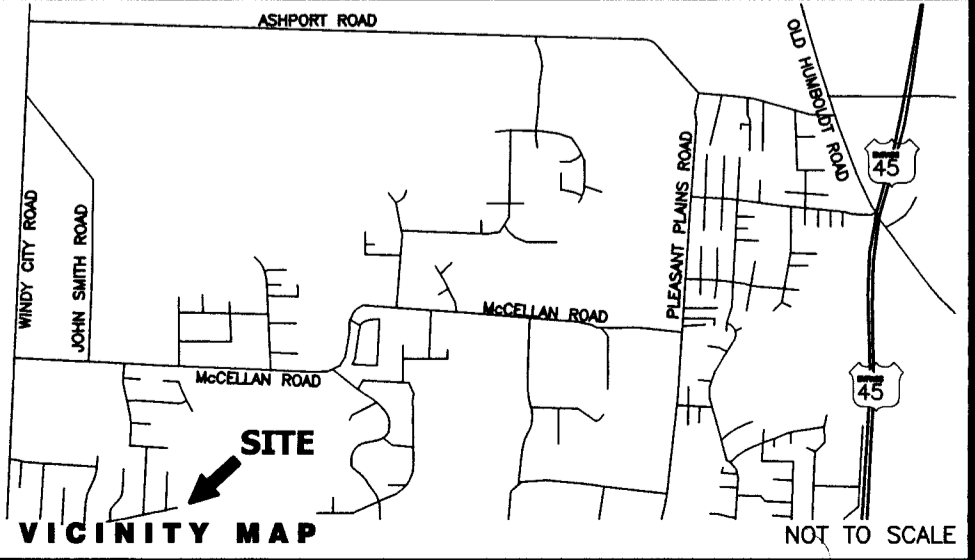 ASHPORT ROAD
OLD HUMBOLDT ROAD
45
WINDY CITY ROAD
JOHN SMITH ROAD
PLEASANT PLAINS ROAD
McCELLAN ROAD
McCELLAN ROAD
45
SITE
VICINITY MAP
NOT TO SCALE